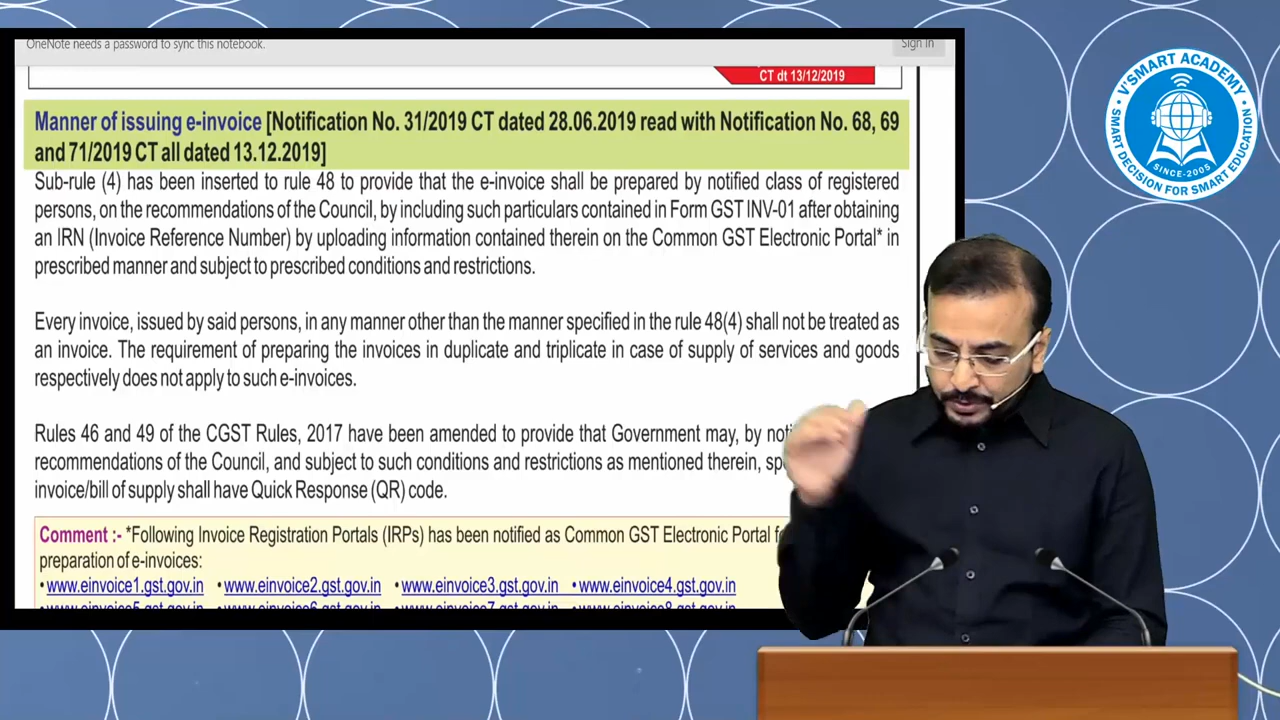 OneNote needs a password to sync this notebook.
Sign in
CT dt 13/12/2019
Manner of issuing e-invoice [Notification No. 31/2019 CT dated 28.06.2019 read with Notification No. 68, 69
and 71/2019 CT all dated 13.12.2019]
Sub-rule (4) has been inserted to rule 48 to provide that the e-invoice shall be prepared by notified class of registered
persons, on the recommendations of the Council, by including such particulars contained in Form GST INV-01 after obtaining
an IRN (Invoice Reference Number) by uploading information contained therein on the Common GST Electronic Portal* in
prescribed manner and subject to prescribed conditions and restrictions.
Every invoice, issued by said persons, in any manner other than the manner specified in the rule 48(4) shall not be treated as
an invoice. The requirement of preparing the invoices in duplicate and triplicate in case of supply of services and goods
respectively does not apply to such e-invoices.
Rules 46 and 49 of the CGST Rules, 2017 have been amended to provide that Government may, by
recommendations of the Council, and subject to such conditions and restrictions as mentioned therein,
invoice/bill of supply shall have Quick Response (QR) code.
Comment :- *Following Invoice Registration Portals (IRPs) has been notified as Common GST Electronic Portal
preparation of e-invoices:
• www.einvoice1.gst.gov.in • www.einvoice2.gst.gov.in • www.einvoice3.gst.gov.in • www.einvoice4.gst.gov.in
V'SMART ACADEMY
SINCE-2005
SMART DECISION FOR SMART EDUCATION